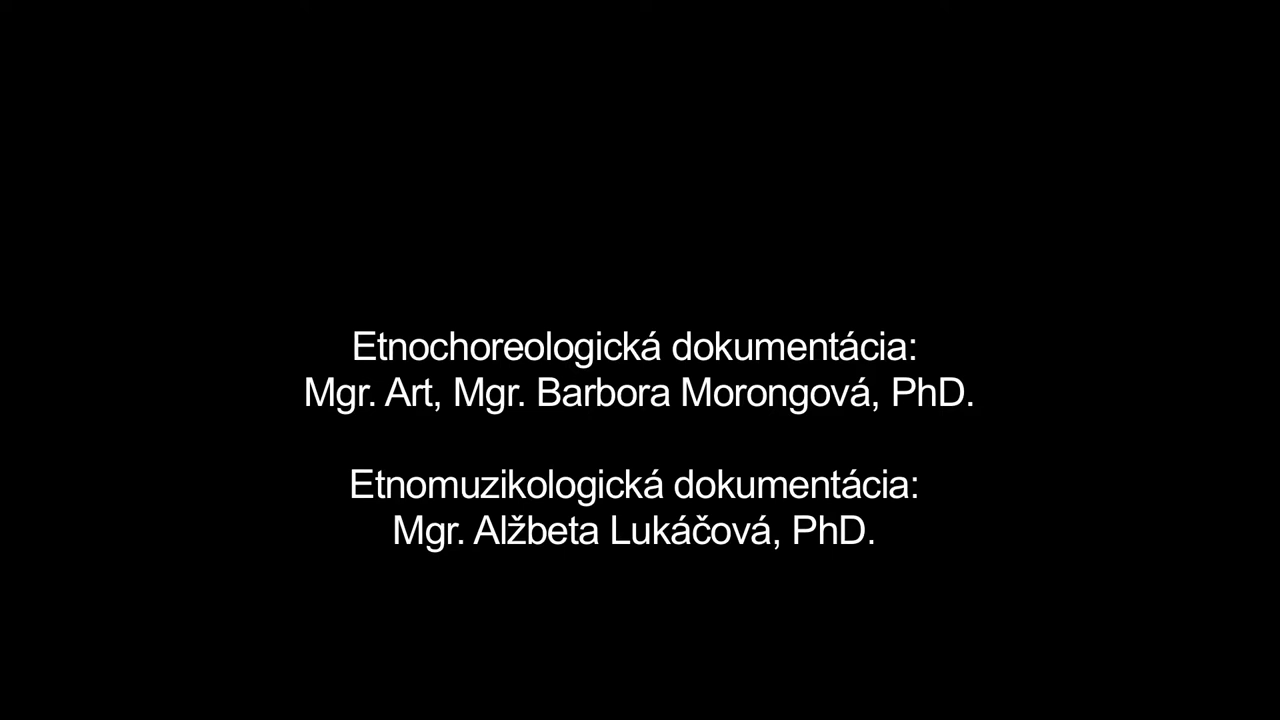 Etnochoreologická dokumentácia:
Mgr. Art, Mgr. Barbora Morongová, PhD.
Etnomuzikologická dokumentácia:
Mgr. Alžbeta Lukáčová, PhD.